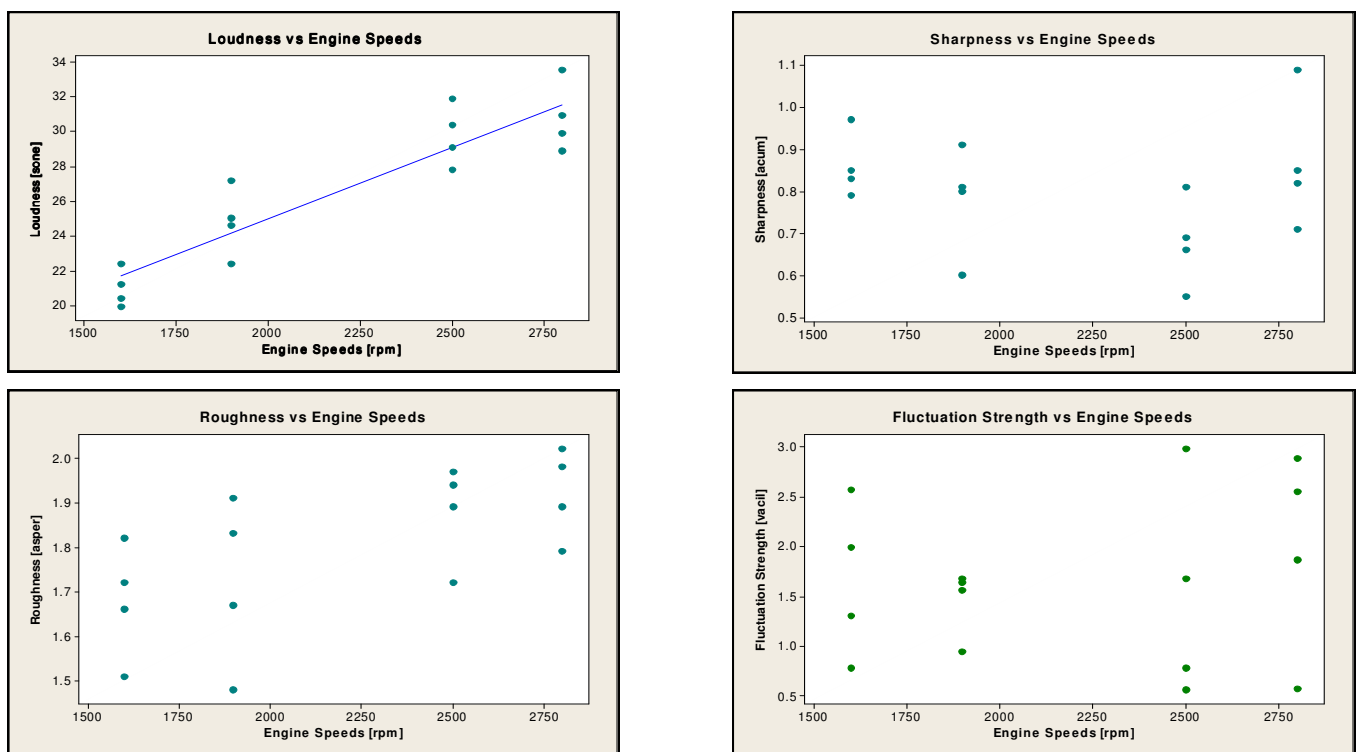 Loudness vs Engine Speeds
34
32
30
28
26
24
22
20
Loudness [sone]
1500 1750 2000 2250 2500 2750
Engine Speeds [rpm]
Sharpness vs Engine Speeds
1.1
1.0
0.9
0.8
0.7
0.6
0.5
Sharpness [acum]
1500 1750 2000 2250 2500 2750
Engine Speeds [rpm]
Roughness vs Engine Speeds
2.0
1.9
1.8
1.7
1.6
1.5
Roughness [asper]
1500 1750 2000 2250 2500 2750
Engine Speeds [rpm]
Fluctuation Strength vs Engine Speeds
3.0
2.5
2.0
1.5
1.0
0.5
Fluctuation Strength [vacil]
1500 1750 2000 2250 2500 2750
Engine Speeds [rpm]